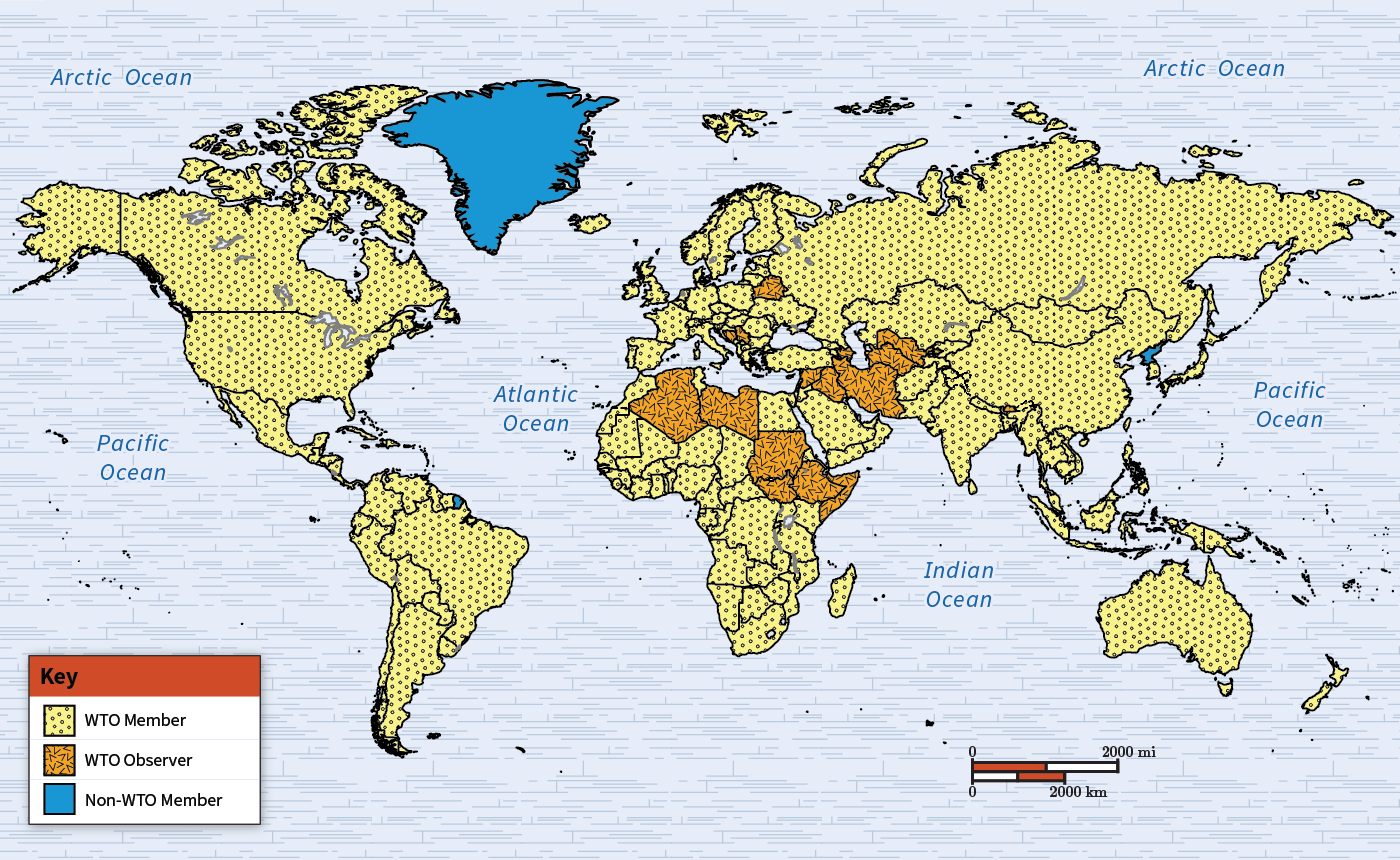 Arctic Ocean
Arctic Ocean
Atlantic
Ocean
Pacific
Ocean
Pacific
Ocean
Indian
Ocean
Key
WTO Member
WTO Observer
Non-WTO Member
0 2000 mi
0 2000 km